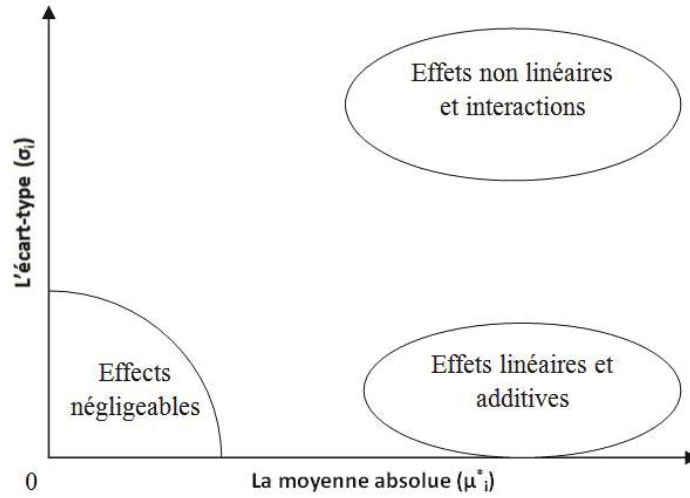 Effets non linéaires
et interactions
L'écart-type (σᵢ)
Effects
négligeables
Effets linéaires et
additives
0
La moyenne absolue (μ*ᵢ)